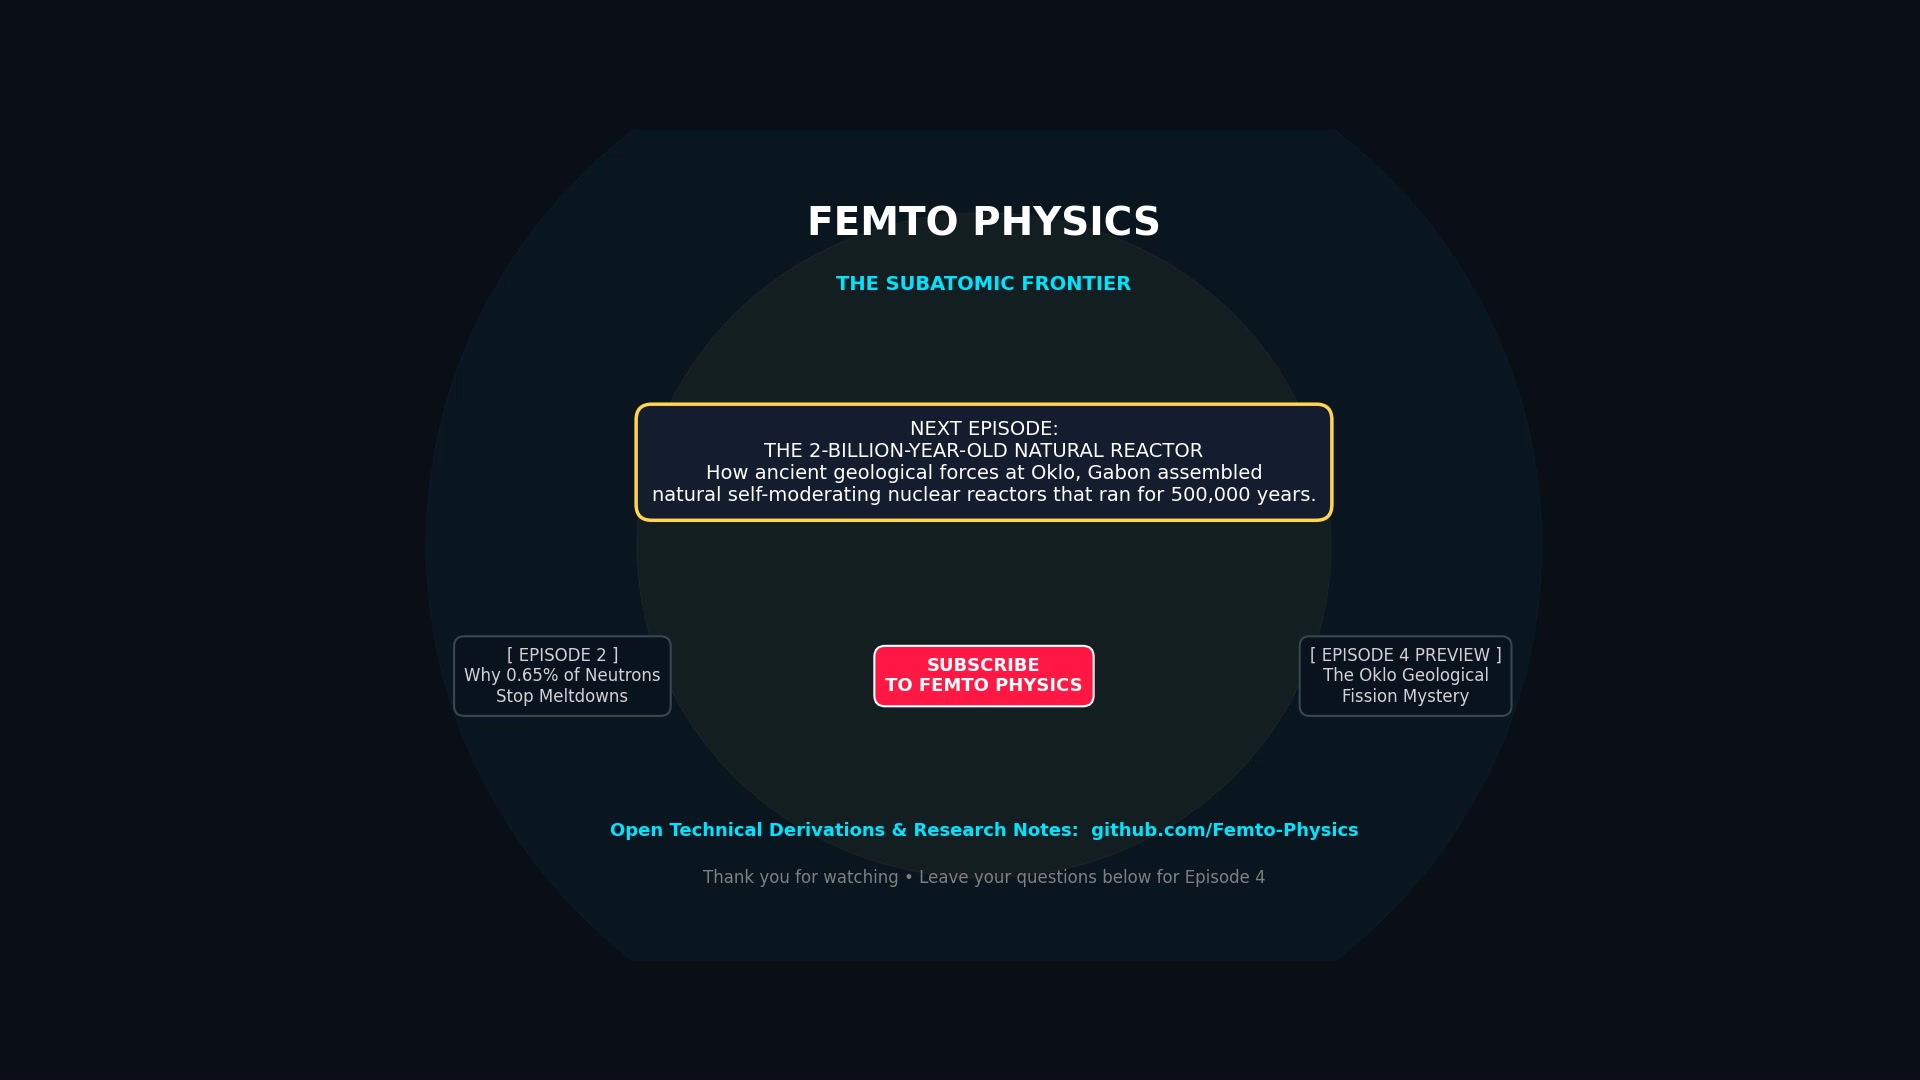 FEMTO PHYSICS
THE SUBATOMIC FRONTIER
NEXT EPISODE:
THE 2-BILLION-YEAR-OLD NATURAL REACTOR
How ancient geological forces at Oklo, Gabon assembled
natural self-moderating nuclear reactors that ran for 500,000 years.
[ EPISODE 2 ]
Why 0.65% of Neutrons
Stop Meltdowns
SUBSCRIBE
TO FEMTO PHYSICS
[ EPISODE 4 PREVIEW ]
The Oklo Geological
Fission Mystery
Open Technical Derivations & Research Notes:  github.com/Femto-Physics
Thank you for watching • Leave your questions below for Episode 4